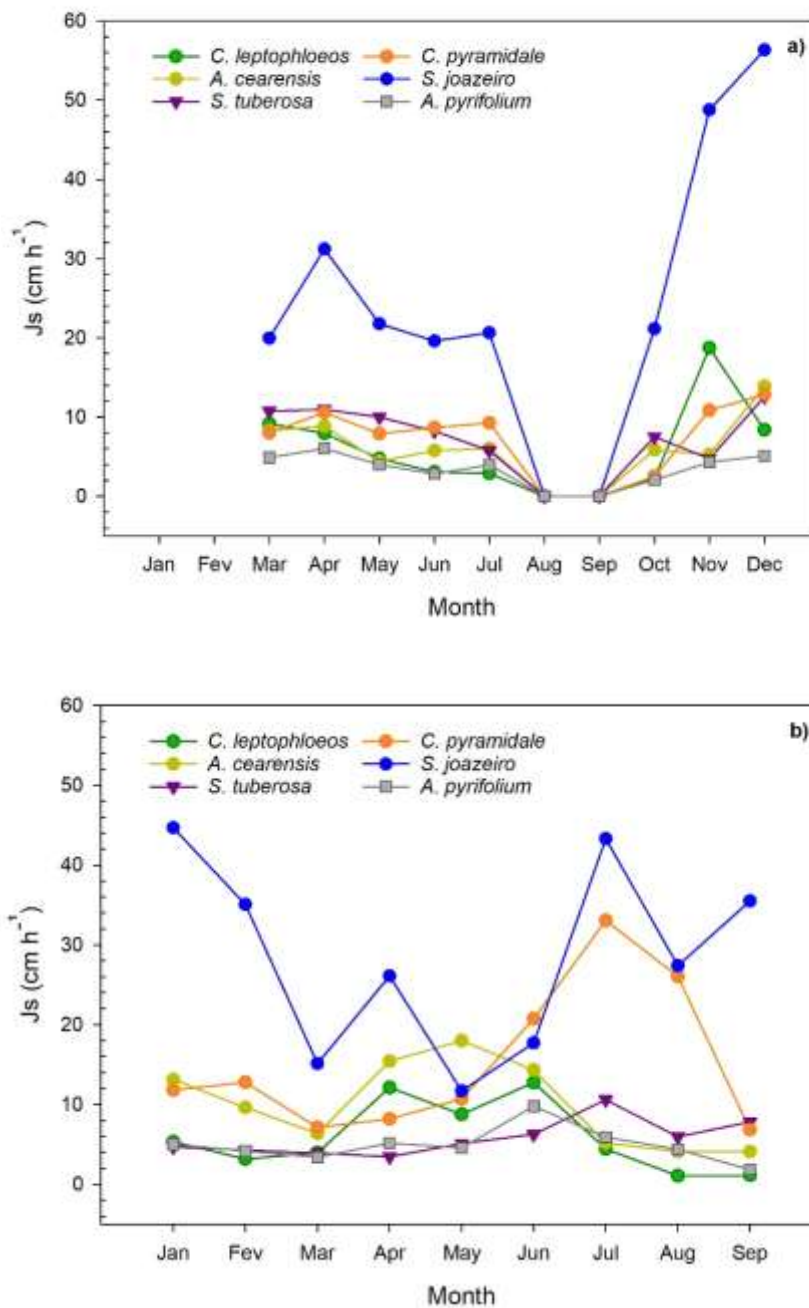 60
a)
C. leptophloeos
C. pyramidale
A. cearensis
S. joazeiro
S. tuberosa
A. pyrifolium
50
40
30
20
10
0
Js (cm h⁻¹)
Jan Fev Mar Apr May Jun Jul Aug Sep Oct Nov Dec
Month
60
b)
C. leptophloeos
C. pyramidale
A. cearensis
S. joazeiro
S. tuberosa
A. pyrifolium
50
40
30
20
10
0
Js (cm h⁻¹)
Jan Fev Mar Apr May Jun Jul Aug Sep
Month